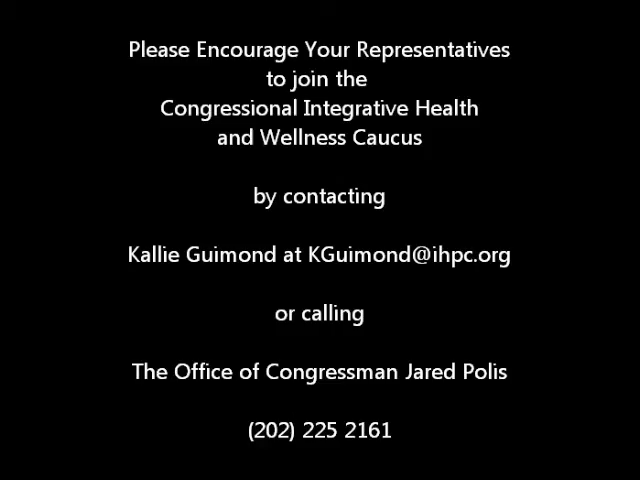 Please Encourage Your Representatives
to join the
Congressional Integrative Health
and Wellness Caucus
by contacting
Kallie Guimond at KGuimond@ihpc.org
or calling
The Office of Congressman Jared Polis
(202) 225 2161